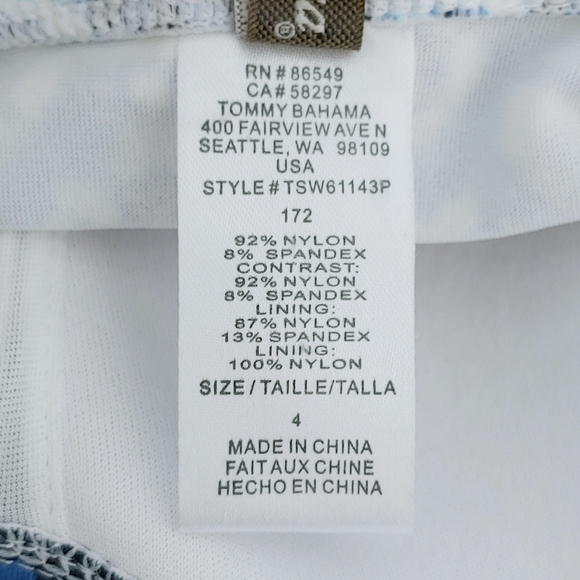 RN # 86549
CA # 58297
TOMMY BAHAMA
400 FAIRVIEW AVE N
SEATTLE, WA 98109
USA
STYLE # TSW61143P
172
92% NYLON
8% SPANDEX
CONTRAST:
92% NYLON
8% SPANDEX
LINING:
87% NYLON
13% SPANDEX
LINING:
100% NYLON
SIZE / TAILLE/TALLA
4
MADE IN CHINA
FAIT AUX CHINE
HECHO EN CHINA